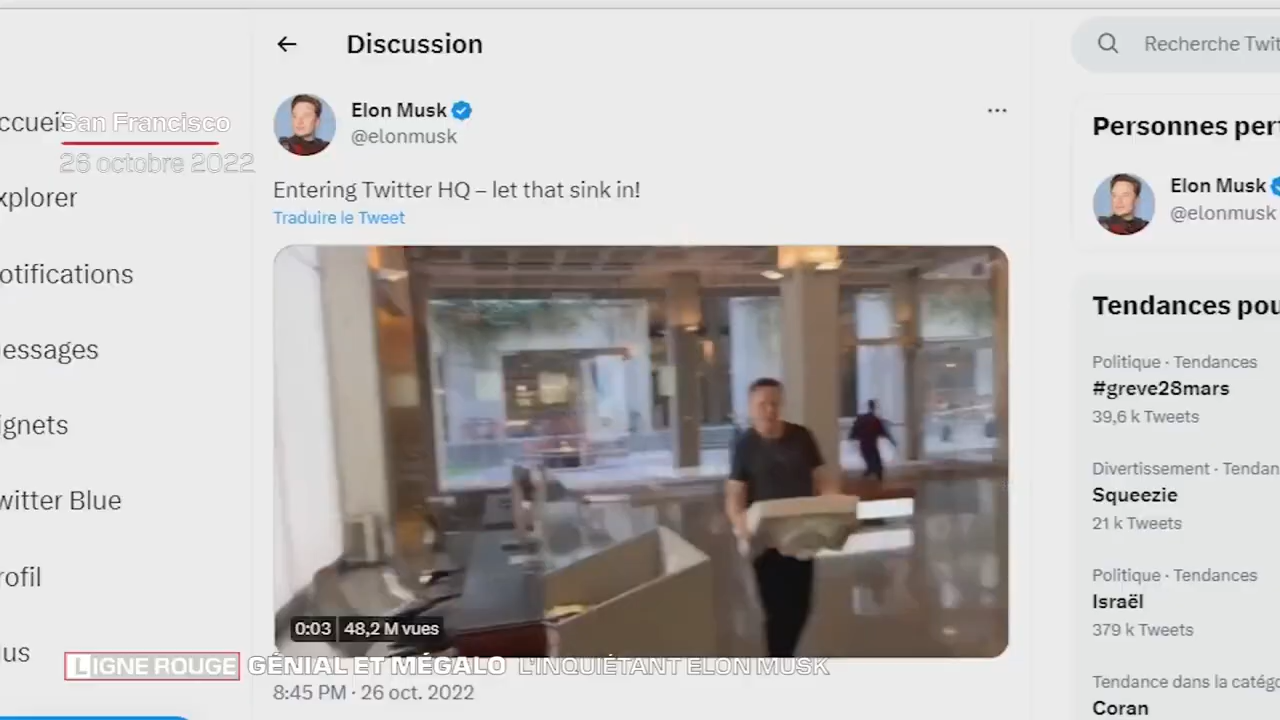 Discussion
Recherche Twit
Elon Musk
@elonmusk
Entering Twitter HQ – let that sink in!
Traduire le Tweet
0:03 48,2 M vues
8:45 PM · 26 oct. 2022
ccueil
xplorer
otifications
essages
ignets
witter Blue
rofil
lus
San Francisco
26 octobre 2022
Personnes pert
Elon Musk
@elonmusk
Tendances pou
Politique · Tendances
#greve28mars
39,6 k Tweets
Divertissement · Tendan
Squeezie
21 k Tweets
Politique · Tendances
Israël
379 k Tweets
Tendance dans la catégo
Coran
LIGNE ROUGE GÉNIAL ET MÉGALO L'INQUIÉTANT ELON MUSK